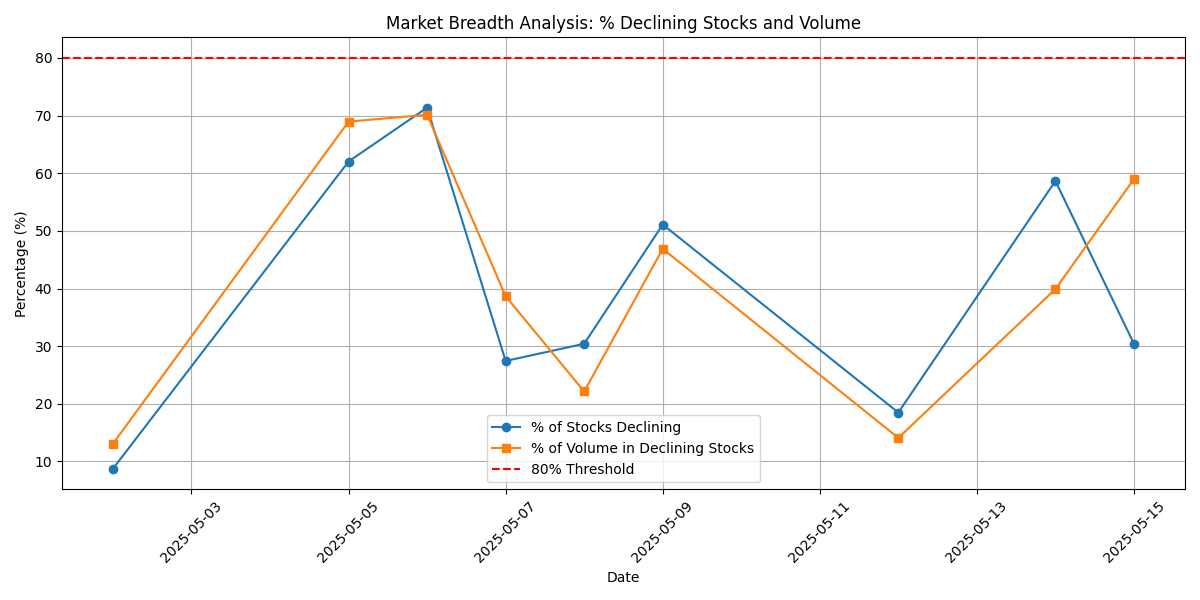 Market Breadth Analysis: % Declining Stocks and Volume
Percentage (%)
80
70
60
50
40
30
20
10
% of Stocks Declining
% of Volume in Declining Stocks
80% Threshold
2025-05-03
2025-05-05
2025-05-07
2025-05-09
2025-05-11
2025-05-13
2025-05-15
Date